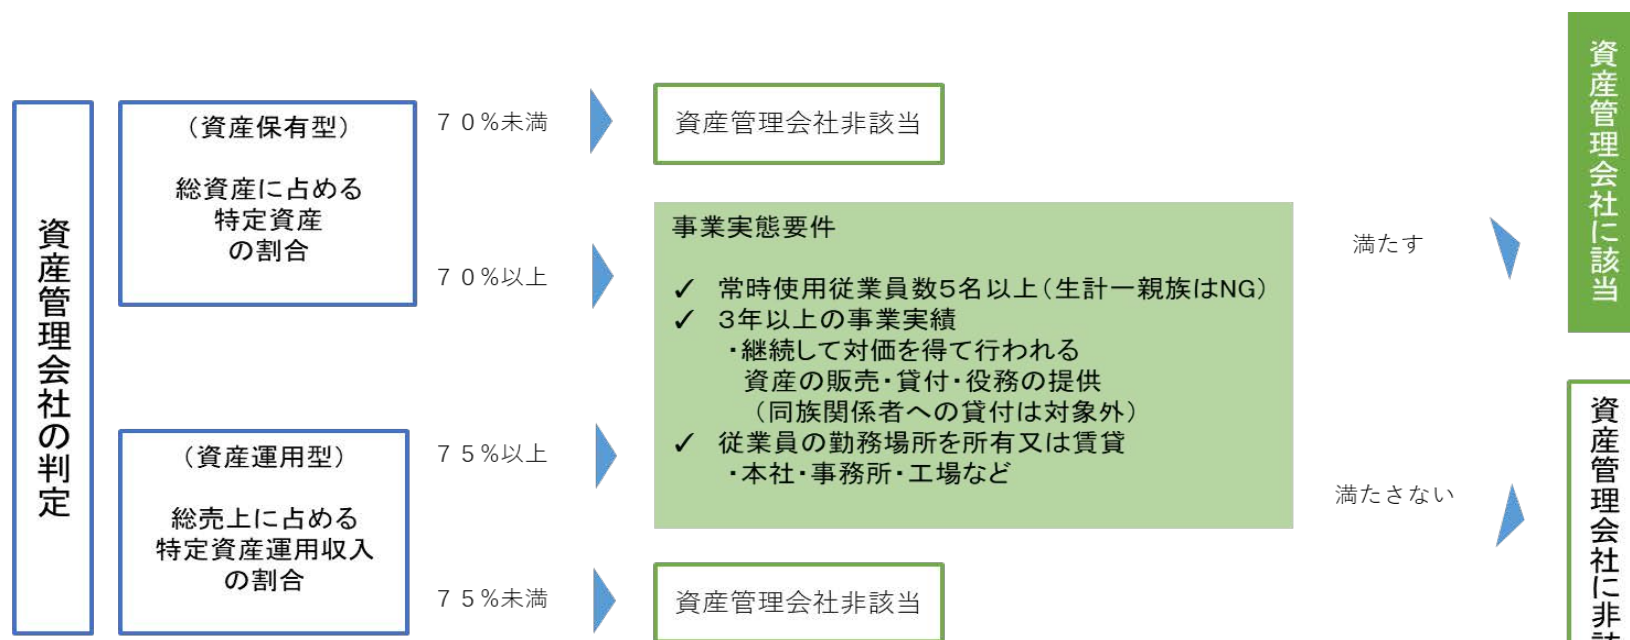 資産管理会社の判定
（資産保有型）
総資産に占める
特定資産
の割合
７０%未満
資産管理会社非該当
７０%以上
事業実態要件
✓ 常時使用従業員数5名以上（生計一親族はNG）
✓ 3年以上の事業実績
・継続して対価を得て行われる
資産の販売・貸付・役務の提供
（同族関係者への貸付は対象外）
✓ 従業員の勤務場所を所有又は賃貸
・本社・事務所・工場など
（資産運用型）
総売上に占める
特定資産運用収入
の割合
７５%以上
７５%未満
資産管理会社非該当
満たす
資産管理会社に該当
満たさない
資産管理会社に非